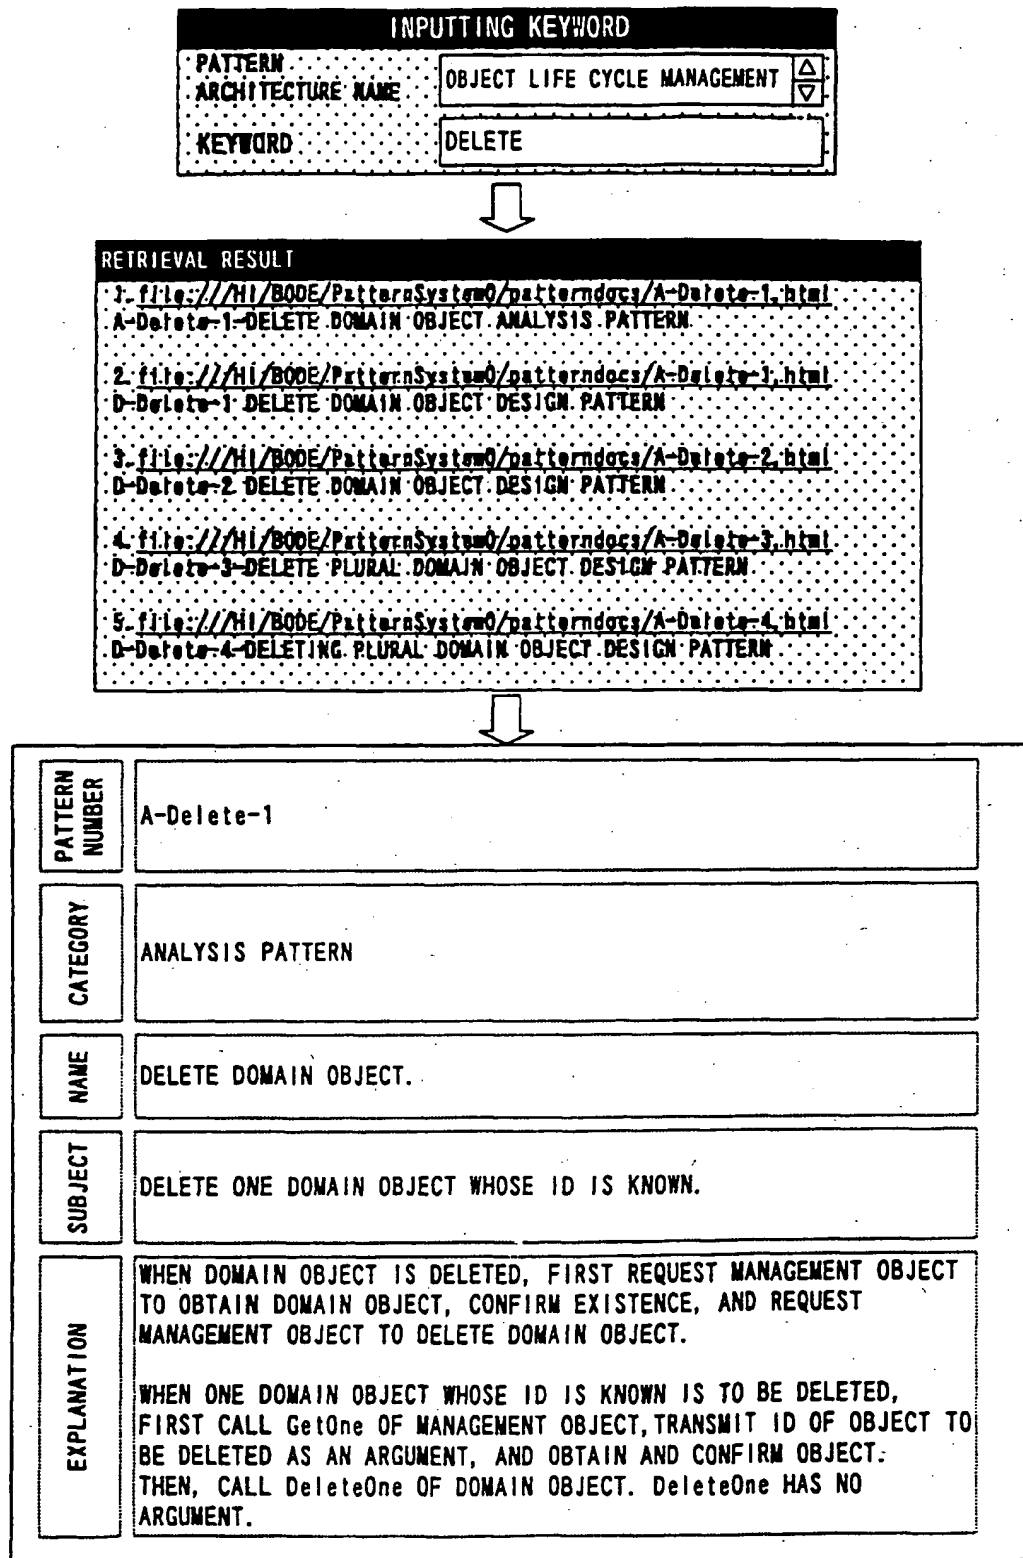 INPUTTING KEYWORD
PATTERN
ARCHITECTURE NAME
OBJECT LIFE CYCLE MANAGEMENT
KEYWORD
DELETE
RETRIEVAL RESULT
1. file:///H|/BODE/PatternSystem0/patterndocs/A-Delete-1.html
A-Delete-1-DELETE DOMAIN OBJECT ANALYSIS PATTERN
2. file:///H|/BODE/PatternSystem0/patterndocs/A-Delete-1.html
D-Delete-1 DELETE DOMAIN OBJECT DESIGN PATTERN
3. file:///H|/BODE/PatternSystem0/patterndocs/A-Delete-2.html
D-Delete-2 DELETE DOMAIN OBJECT DESIGN PATTERN
4. file:///H|/BODE/PatternSystem0/patterndocs/A-Delete-3.html
D-Delete-3-DELETE PLURAL DOMAIN OBJECT DESIGN PATTERN
5. file:///H|/BODE/PatternSystem0/patterndocs/A-Delete-4.html
D-Delete-4-DELETING PLURAL DOMAIN OBJECT DESIGN PATTERN
PATTERN
NUMBER
A-Delete-1
CATEGORY
ANALYSIS PATTERN
NAME
DELETE DOMAIN OBJECT.
SUBJECT
DELETE ONE DOMAIN OBJECT WHOSE ID IS KNOWN.
EXPLANATION
WHEN DOMAIN OBJECT IS DELETED, FIRST REQUEST MANAGEMENT OBJECT
TO OBTAIN DOMAIN OBJECT, CONFIRM EXISTENCE, AND REQUEST
MANAGEMENT OBJECT TO DELETE DOMAIN OBJECT.
WHEN ONE DOMAIN OBJECT WHOSE ID IS KNOWN IS TO BE DELETED,
FIRST CALL GetOne OF MANAGEMENT OBJECT, TRANSMIT ID OF OBJECT TO
BE DELETED AS AN ARGUMENT, AND OBTAIN AND CONFIRM OBJECT.
THEN, CALL DeleteOne OF DOMAIN OBJECT. DeleteOne HAS NO
ARGUMENT.